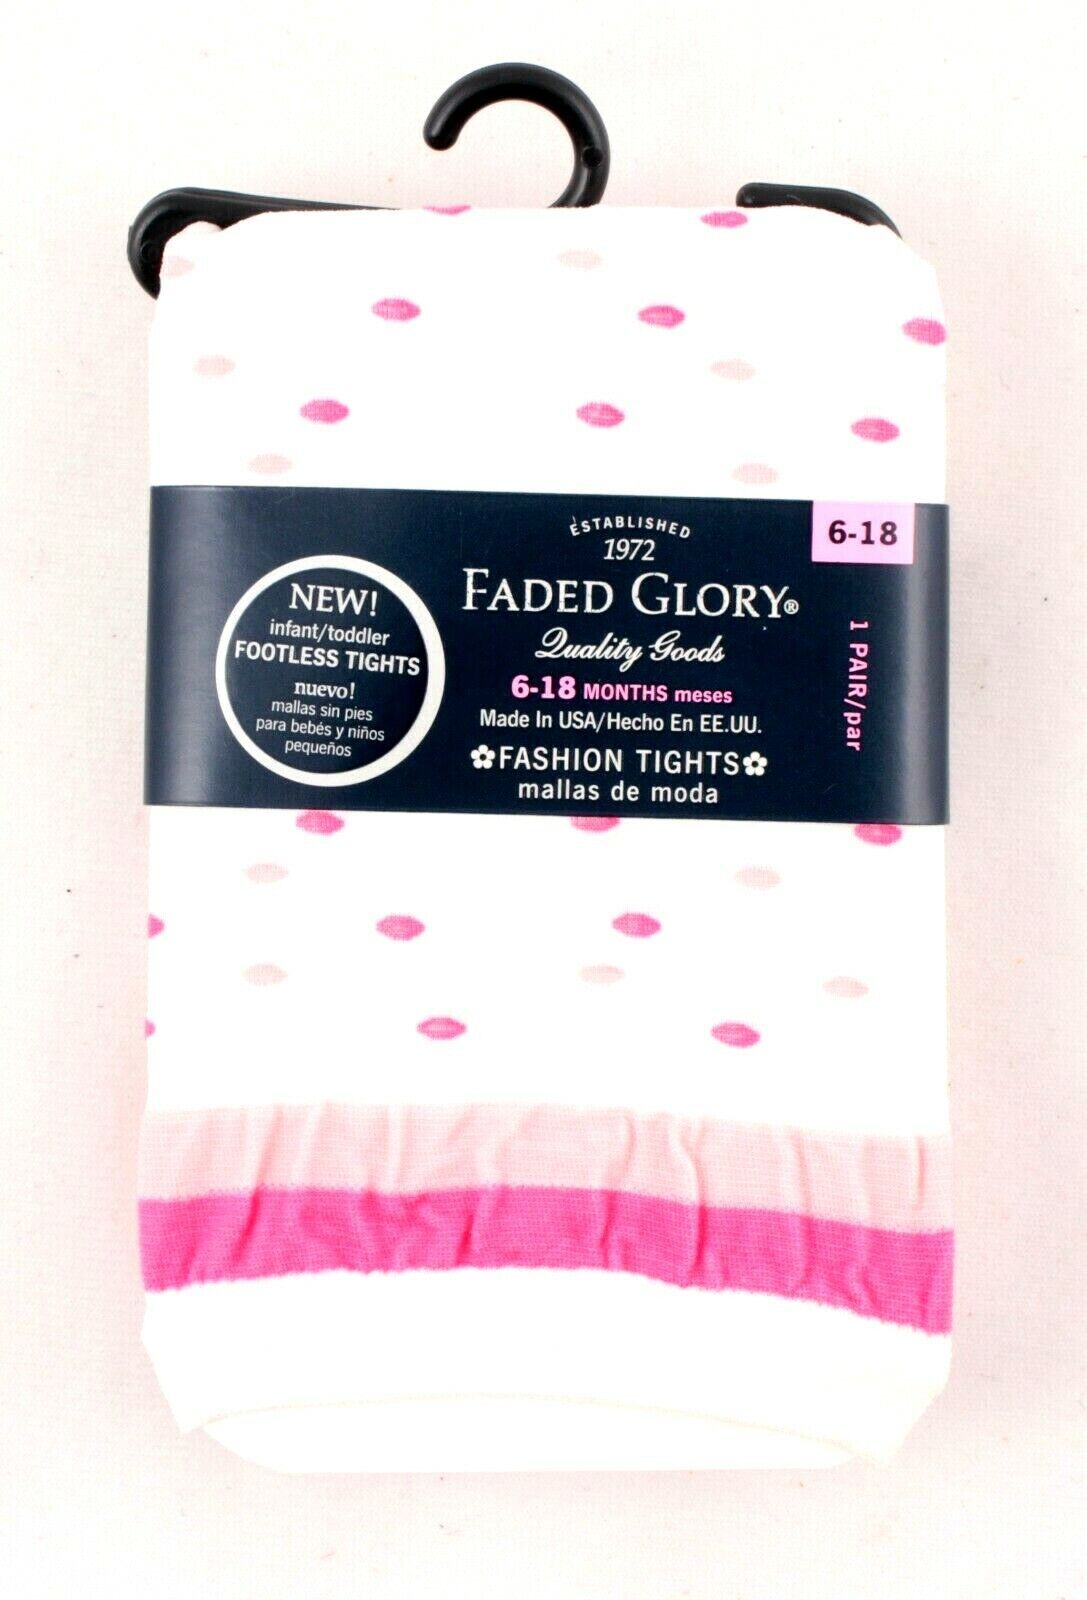 ESTABLISHED
1972
FADED GLORY®
Quality Goods
6-18 MONTHS meses
Made In USA/Hecho En EE.UU.
✿FASHION TIGHTS✿
mallas de moda
NEW!
infant/toddler
FOOTLESS TIGHTS
nuevo!
mallas sin pies
para bebés y niños
pequeños
6-18
1 PAIR/par